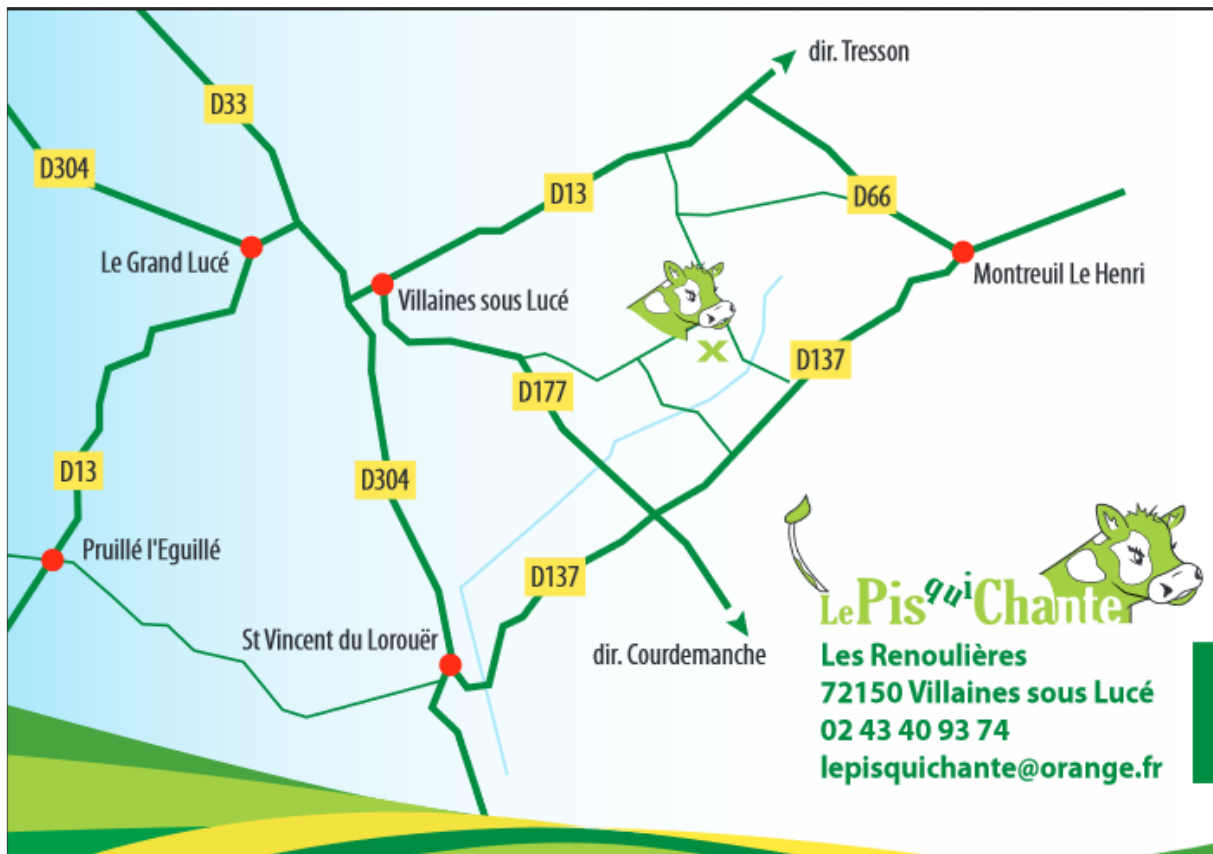 dir. Tresson
D33
D304
D13
D66
Le Grand Lucé
Montreuil Le Henri
Villaines sous Lucé
D137
D177
D13
D304
Pruillé l'Eguillé
D137
St Vincent du Lorouër
dir. Courdemanche
Le Pis qui Chante
Les Renoulières
72150 Villaines sous Lucé
02 43 40 93 74
lepisquichante@orange.fr